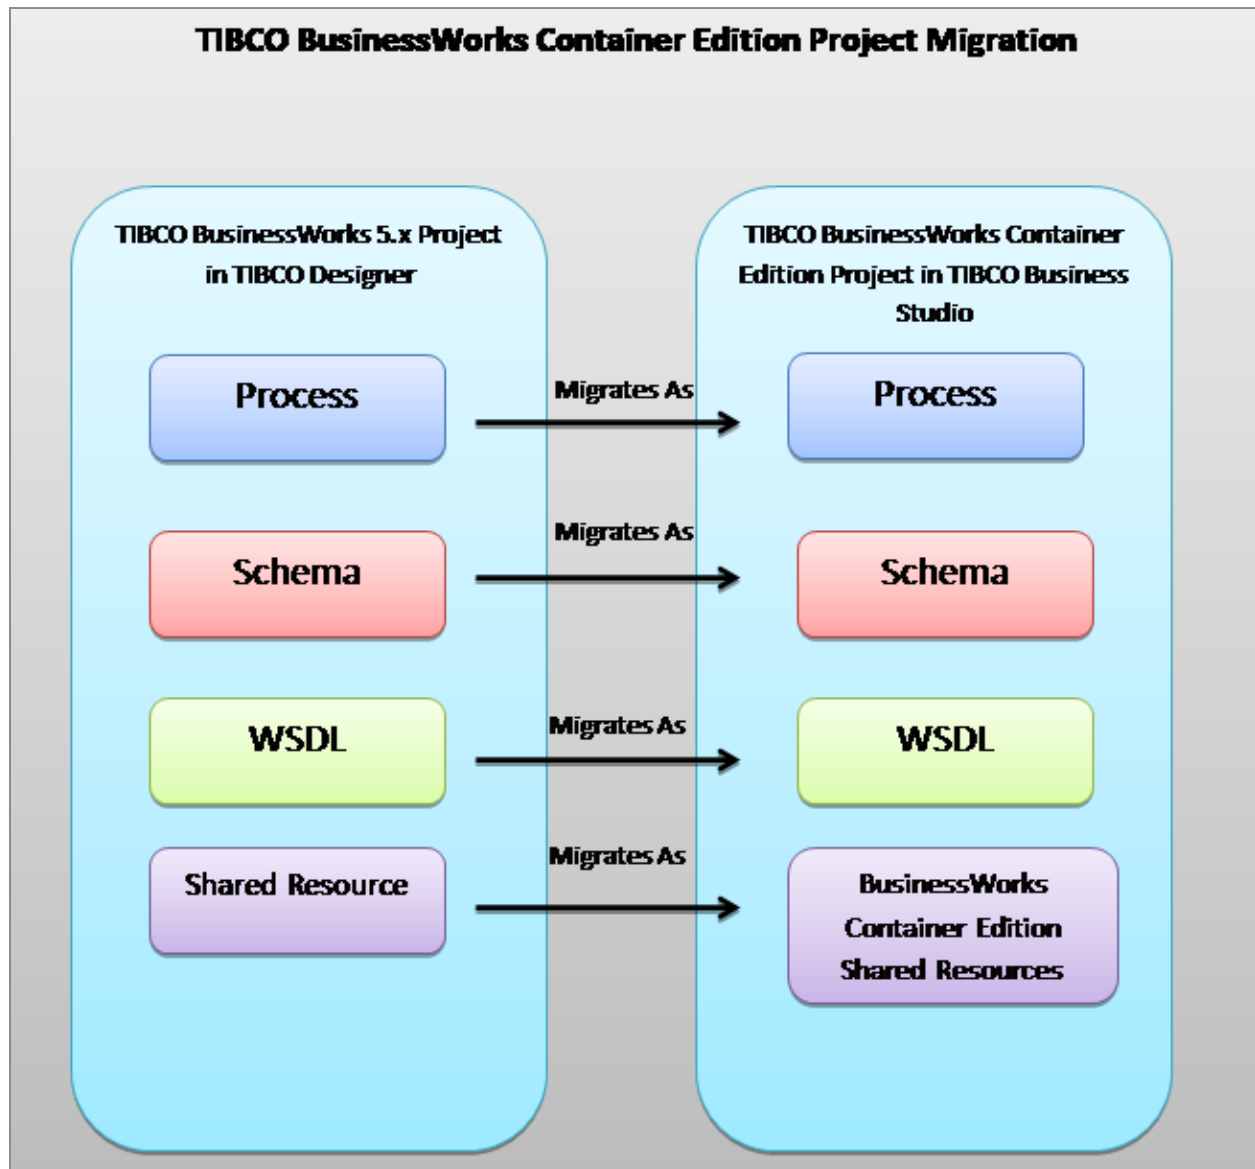 TIBCO BusinessWorks Container Edition Project Migration
TIBCO BusinessWorks 5.x Project
in TIBCO Designer
TIBCO BusinessWorks Container
Edition Project in TIBCO Business
Studio
Process
Migrates As
Process
Schema
Migrates As
Schema
WSDL
Migrates As
WSDL
Shared Resource
Migrates As
BusinessWorks
Container Edition
Shared Resources